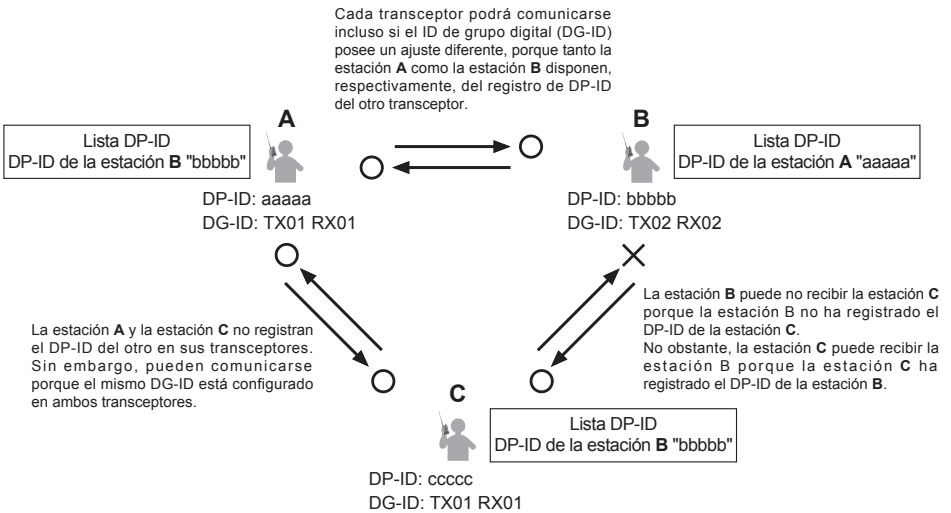 Cada transceptor podrá comunicarse
incluso si el ID de grupo digital (DG-ID)
posee un ajuste diferente, porque tanto la
estación A como la estación B disponen,
respectivamente, del registro de DP-ID
del otro transceptor.
A
B
Lista DP-ID
DP-ID de la estación B "bbbbb"
Lista DP-ID
DP-ID de la estación A "aaaaa"
DP-ID: aaaaa
DG-ID: TX01 RX01
DP-ID: bbbbb
DG-ID: TX02 RX02
La estación A y la estación C no registran
el DP-ID del otro en sus transceptores.
Sin embargo, pueden comunicarse
porque el mismo DG-ID está configurado
en ambos transceptores.
La estación B puede no recibir la estación C
porque la estación B no ha registrado el
DP-ID de la estación C.
No obstante, la estación C puede recibir la
estación B porque la estación C ha
registrado el DP-ID de la estación B.
C
Lista DP-ID
DP-ID de la estación B "bbbbb"
DP-ID: ccccc
DG-ID: TX01 RX01